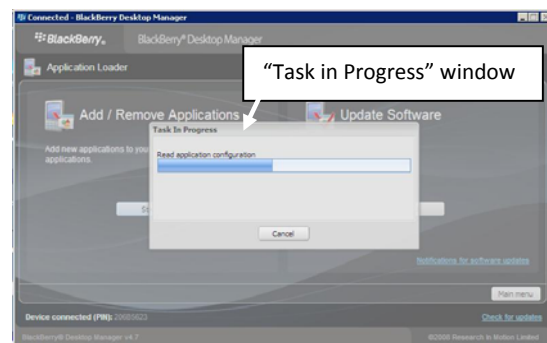 Connected - BlackBerry Desktop Manager
BlackBerry®
BlackBerry® Desktop Manager
Application Loader
“Task in Progress” window
Add / Remove Applications
Update Software
Task In Progress
Add new applications to you
applications.
Read application configuration
Cancel
Notifications for software updates
Main menu
Device connected (PIN):
Check for updates
BlackBerry® Desktop Manager v4.7
©2008 Research In Motion Limited